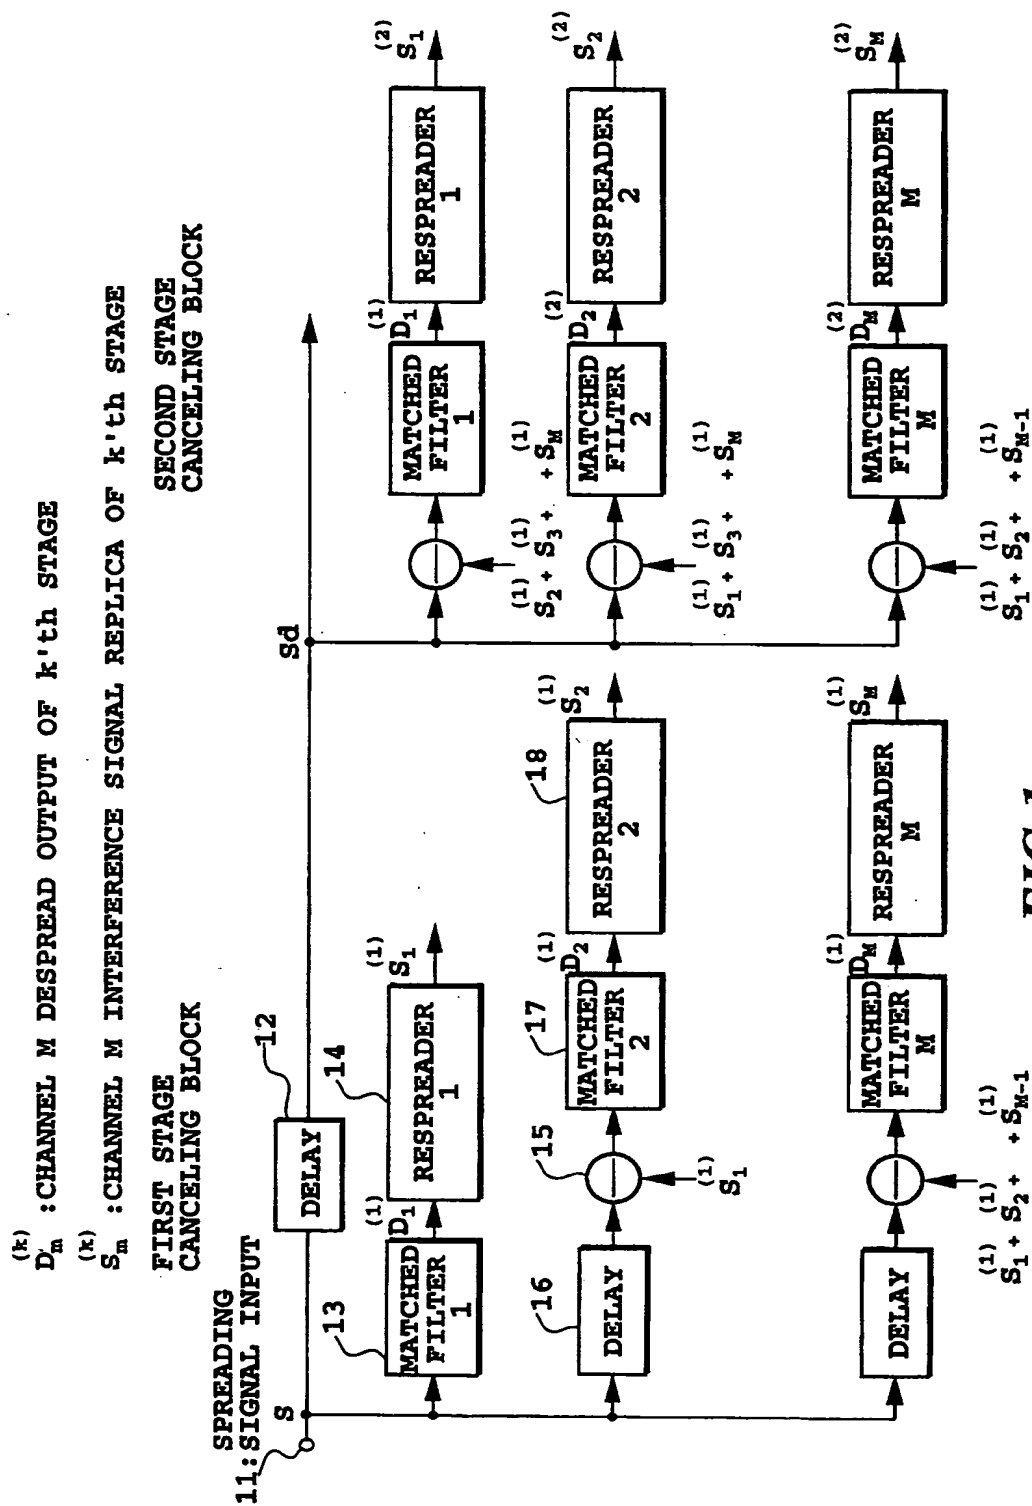 D_m^(k) :CHANNEL M DESPREAD OUTPUT OF k'th STAGE
S_m^(k) :CHANNEL M INTERFERENCE SIGNAL REPLICA OF k'th STAGE
FIRST STAGE
CANCELING BLOCK
SECOND STAGE
CANCELING BLOCK
SPREADING
11:SIGNAL INPUT
S
DELAY
12
Sd
13
MATCHED
FILTER
1
D_1^(1)
14
RESPREADER
1
S_1^(1)
MATCHED
FILTER
1
D_1^(1)
RESPREADER
1
S_1^(2)
S_2^(1) + S_3^(1) + + S_M^(1)
16
DELAY
15
S_1^(1)
17
MATCHED
FILTER
2
D_2^(1)
18
RESPREADER
2
S_2^(1)
MATCHED
FILTER
2
D_2^(2)
RESPREADER
2
S_2^(2)
S_1^(1) + S_3^(1) + + S_M^(1)
DELAY
MATCHED
FILTER
M
D_M^(1)
RESPREADER
M
S_M^(1)
S_1^(1) + S_2^(1) + + S_M-1^(1)
MATCHED
FILTER
M
D_M^(2)
RESPREADER
M
S_M^(2)
S_1^(1) + S_2^(1) + + S_M-1^(1)
FIG.1